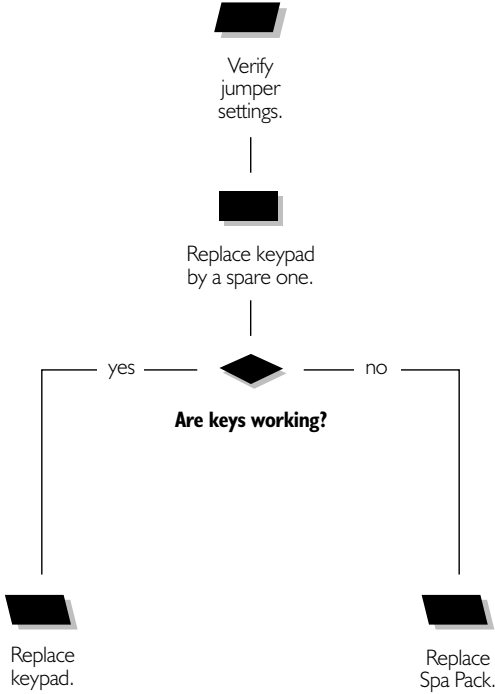 Verify
jumper
settings.
Replace keypad
by a spare one.
yes
no
Are keys working?
Replace
keypad.
Replace
Spa Pack.